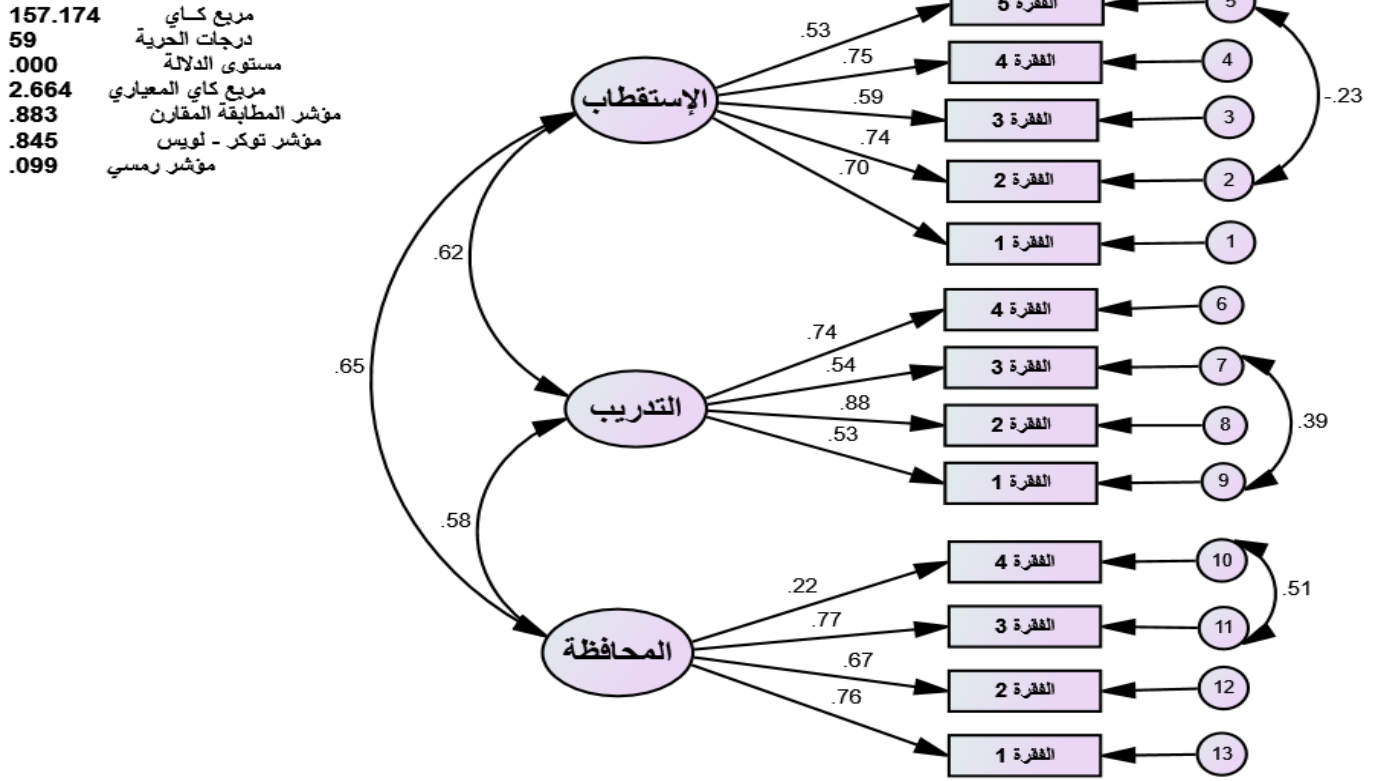 157.174 مربع كــاي
59 درجات الحرية
.000 مستوى الدلالة
2.664 مربع كاي المعياري
.883 مؤشر المطابقة المقارن
.845 مؤشر توكر - لويس
.099 مؤشر رمسي
الإستقطاب
.53
الفقرة 5
5
.75
الفقرة 4
4
.59
الفقرة 3
3
-.23
.74
الفقرة 2
2
.70
الفقرة 1
1
.62
.65
.58
التدريب
.74
الفقرة 4
6
.54
الفقرة 3
7
.88
الفقرة 2
8
.39
.53
الفقرة 1
9
المحافظة
.22
الفقرة 4
10
.51
.77
الفقرة 3
11
.67
الفقرة 2
12
.76
الفقرة 1
13